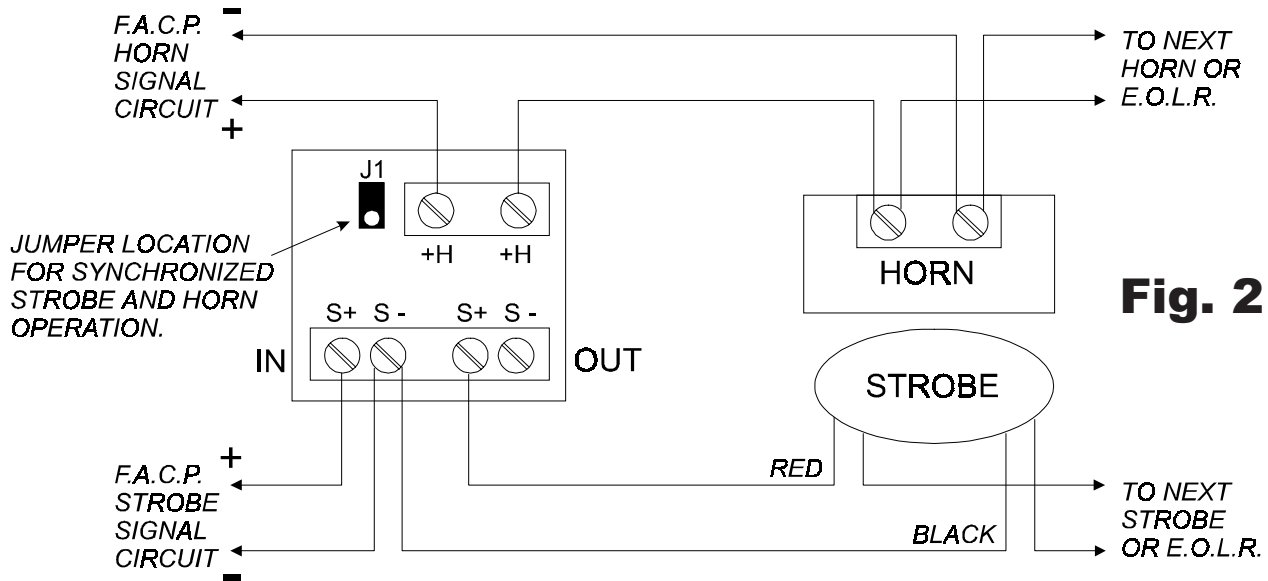 F.A.C.P.
HORN
SIGNAL
CIRCUIT
-
+
TO NEXT
HORN OR
E.O.L.R.
J1
+H +H
JUMPER LOCATION
FOR SYNCHRONIZED
STROBE AND HORN
OPERATION.
S+ S - S+ S -
IN OUT
HORN
Fig. 2
STROBE
+
F.A.C.P.
STROBE
SIGNAL
CIRCUIT
-
RED
BLACK
TO NEXT
STROBE
OR E.O.L.R.